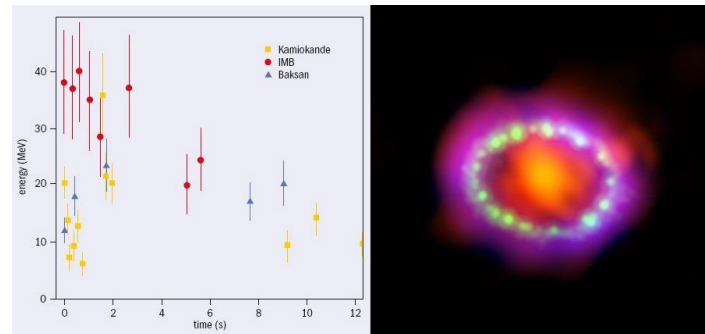 Kamiokande
IMB
Baksan
40
30
20
10
0
energy (MeV)
0 2 4 6 8 10 12
time (s)